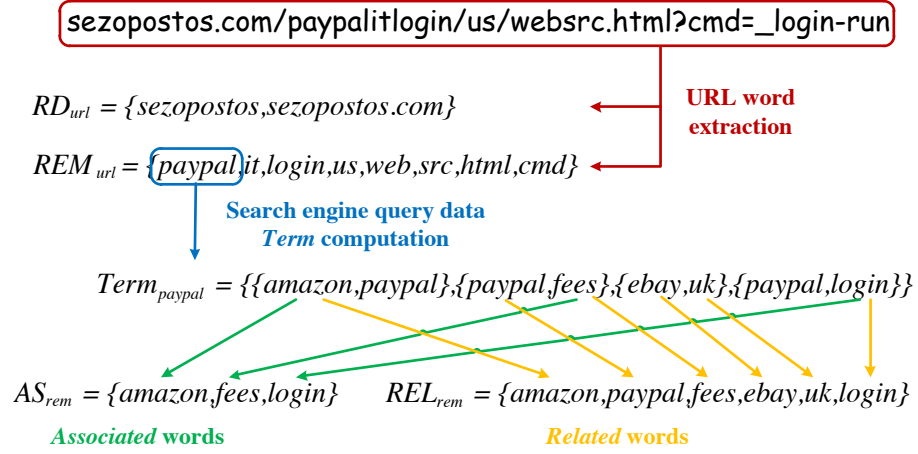 sezopostos.com/paypalitlogin/us/websrc.html?cmd=_login-run
RD_url = {sezopostos,sezopostos.com}
URL word
extraction
REM_url = {paypal,it,login,us,web,src,html,cmd}
Search engine query data
Term computation
Term_paypal = {{amazon,paypal},{paypal,fees},{ebay,uk},{paypal,login}}
AS_rem = {amazon,fees,login} REL_rem = {amazon,paypal,fees,ebay,uk,login}
Associated words Related words